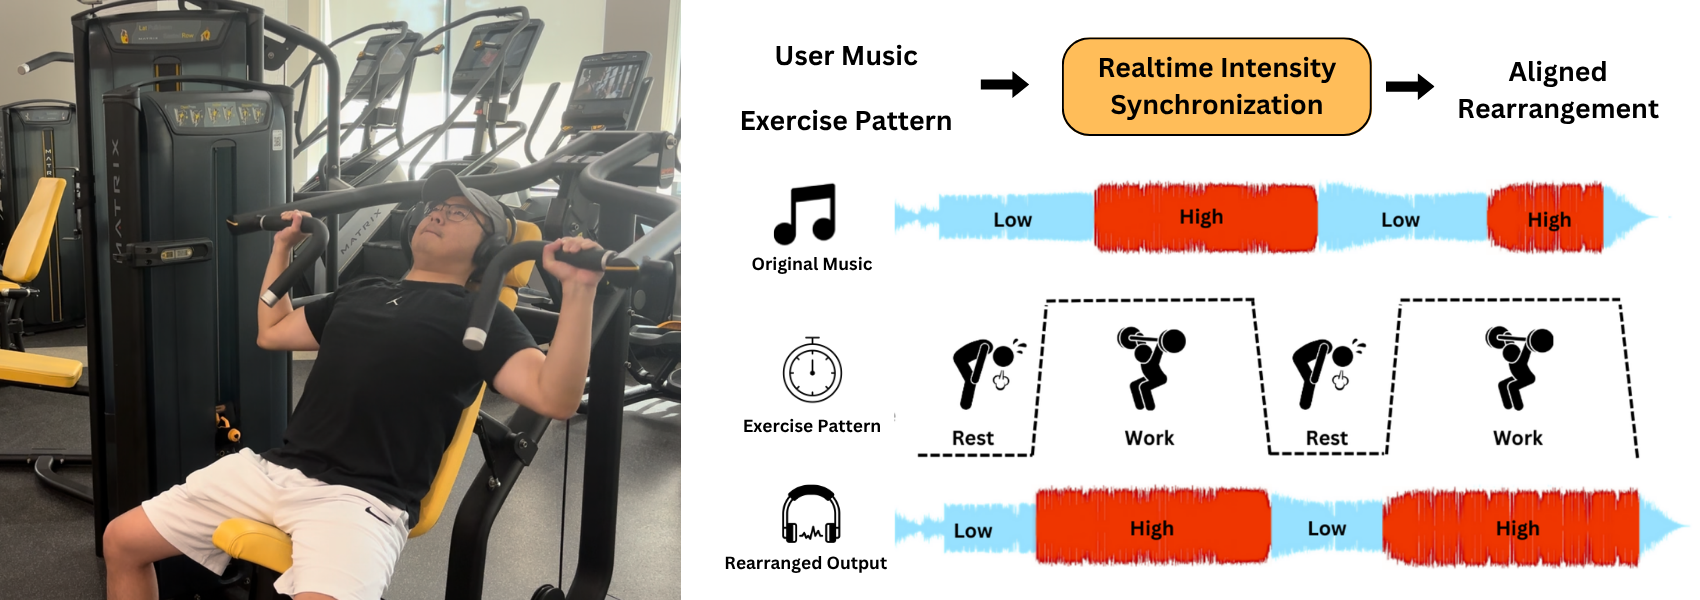 MATRIX
MATRIX
MATRIX
User Music
Exercise Pattern
Realtime Intensity
Synchronization
Aligned
Rearrangement
Original Music
Low
High
Low
High
Exercise Pattern
Rest
Work
Rest
Work
Rearranged Output
Low
High
Low
High